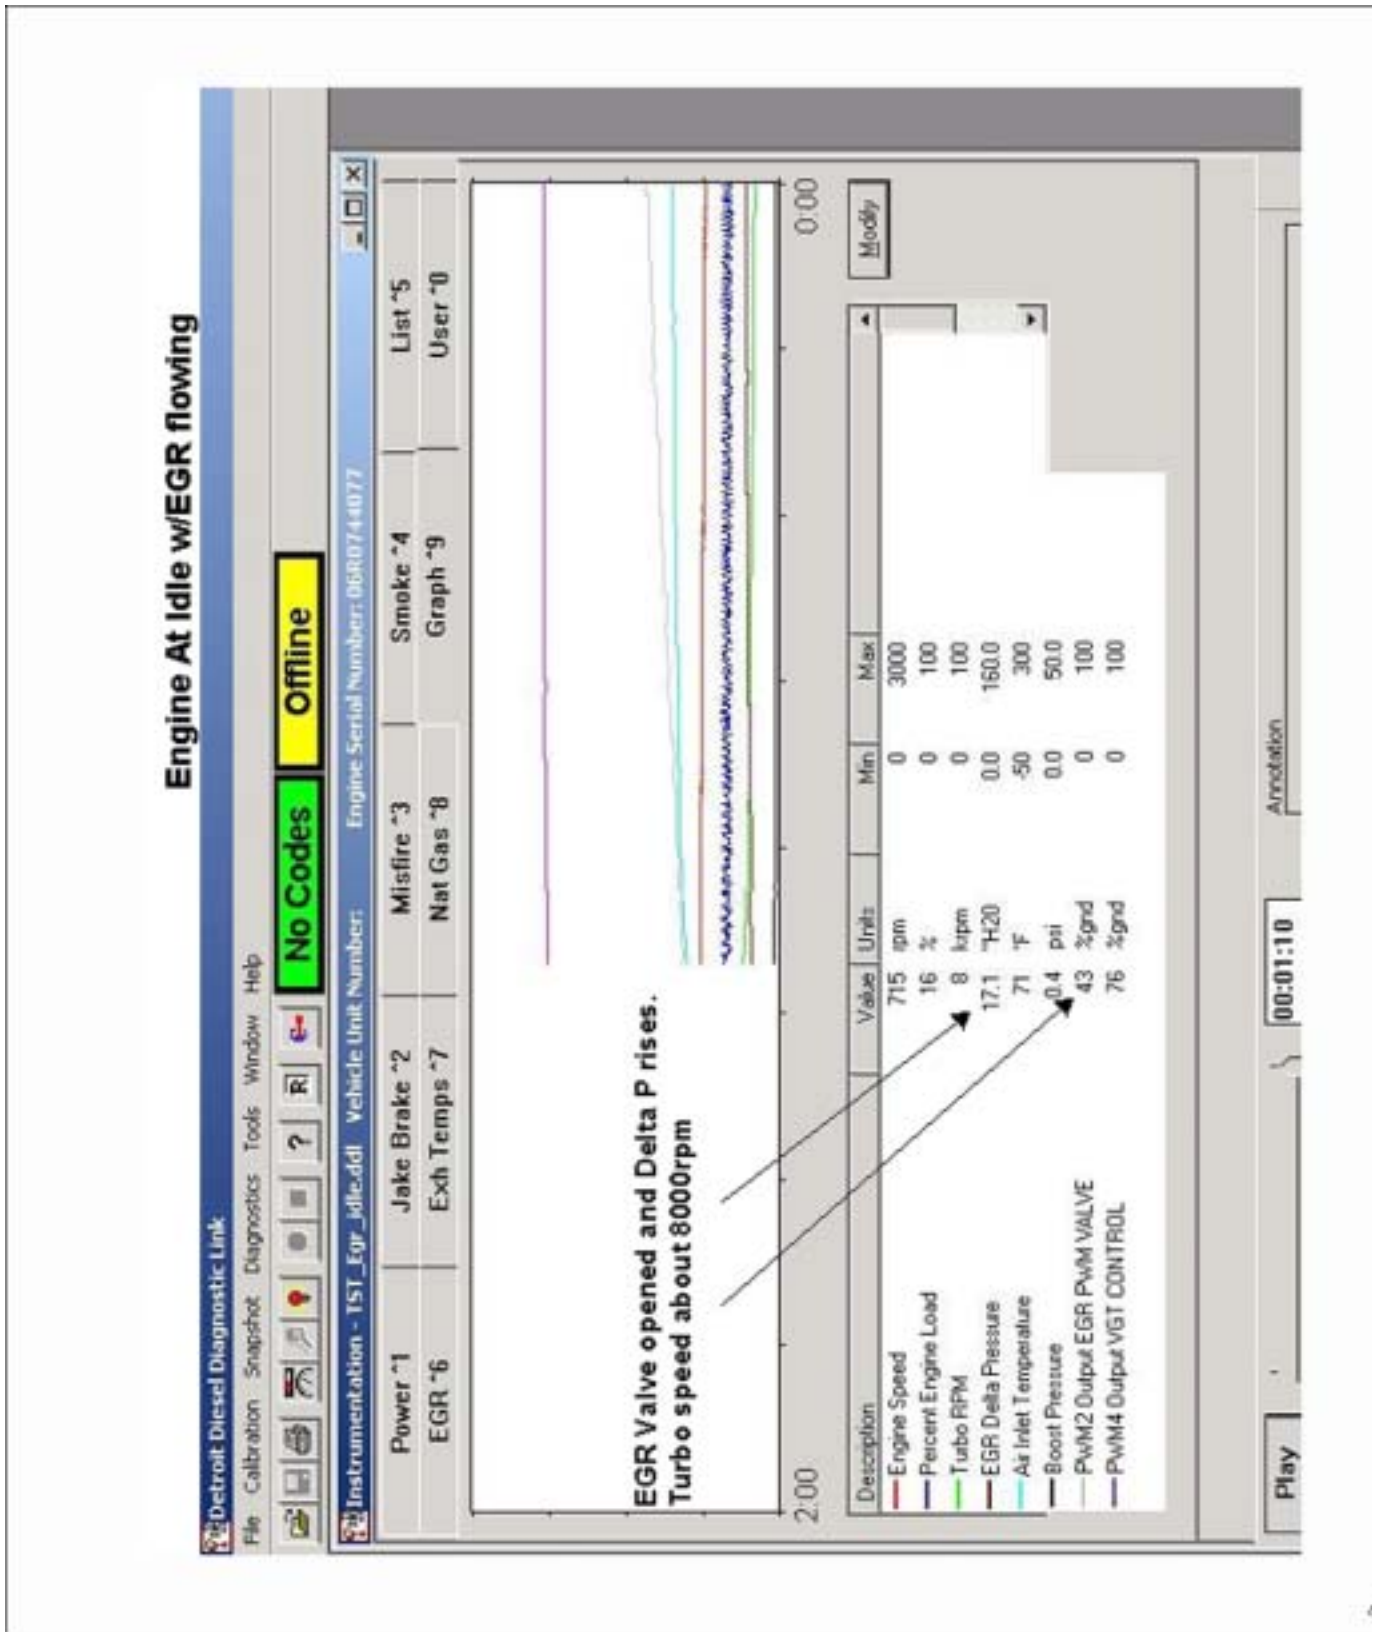 Engine At Idle w/EGR flowing
Detroit Diesel Diagnostic Link
File Calibration Snapshot Diagnostics Tools Window Help
? R
No Codes Offline
Instrumentation - TST_Egr_idle.ddl Vehicle Unit Number: Engine Serial Number: 06R0744077
Power ^1 Jake Brake ^2 Misfire ^3 Smoke ^4 List ^5
EGR ^6 Exh Temps ^7 Nat Gas ^8 Graph ^9 User ^0
EGR Valve opened and Delta P rises.
Turbo speed about 8000rpm
2:00 0:00
Description Value Units Min Max
Modify
Engine Speed 715 rpm 0 3000
Percent Engine Load 16 % 0 100
Turbo RPM 8 krpm 0 100
EGR Delta Pressure 17.1 "H20 0.0 160.0
Air Inlet Temperature 71 °F -50 300
Boost Pressure 0.4 psi 0.0 50.0
PWM2 Output EGR PWM VALVE 43 %gnd 0 100
PWM4 Output VGT CONTROL 76 %gnd 0 100
Annotation
Play 00:01:10